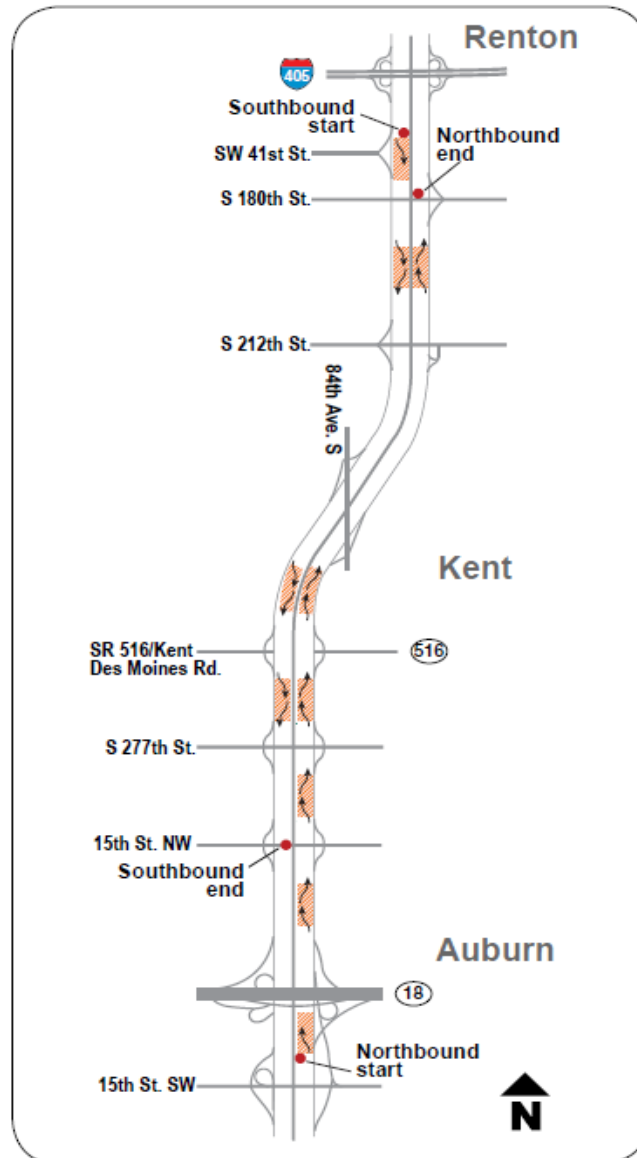 Renton
405
Southbound
start
Northbound
end
SW 41st St.
S 180th St.
S 212th St.
84th Ave. S
Kent
SR 516/Kent
Des Moines Rd.
516
S 277th St.
15th St. NW
Southbound
end
Auburn
18
Northbound
start
15th St. SW
N